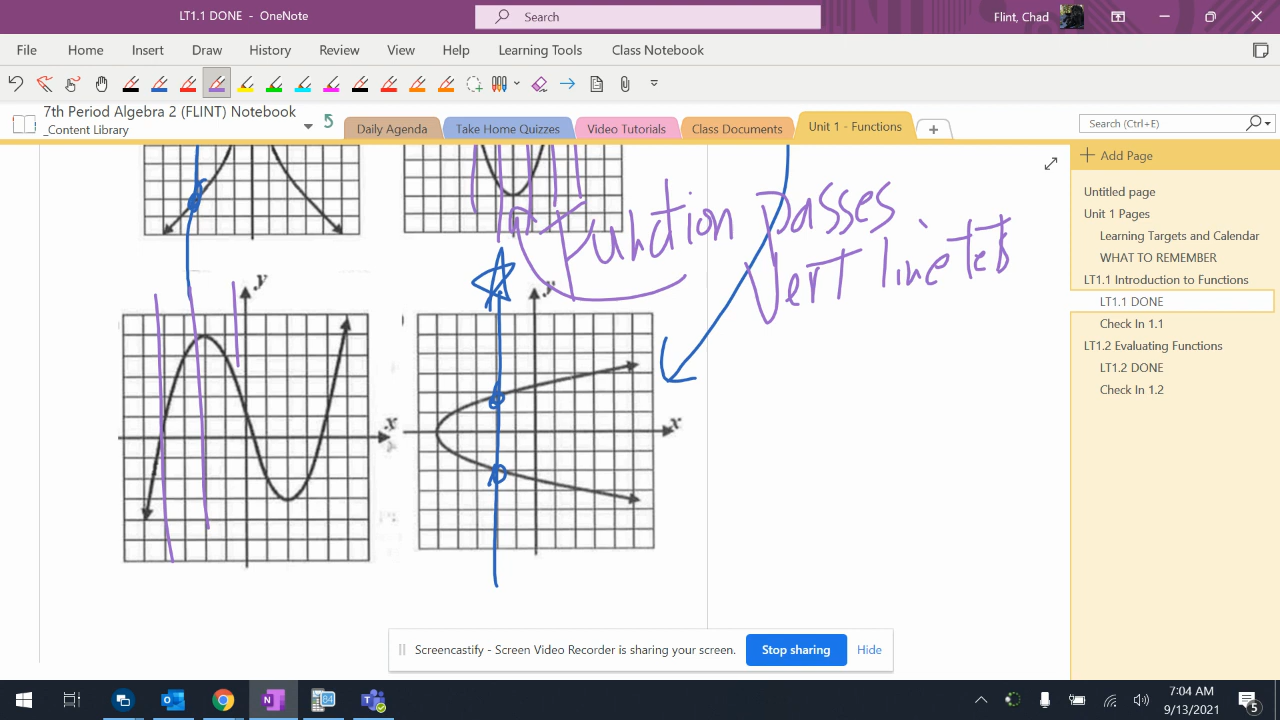 LT1.1 DONE - OneNote
Search
Flint, Chad
File Home Insert Draw History Review View Help Learning Tools Class Notebook
7th Period Algebra 2 (FLINT) Notebook
_Content Library
Daily Agenda Take Home Quizzes Video Tutorials Class Documents Unit 1 - Functions
Search (Ctrl+E)
Add Page
Untitled page
Unit 1 Pages
Learning Targets and Calendar
WHAT TO REMEMBER
LT1.1 Introduction to Functions
LT1.1 DONE
Check In 1.1
LT1.2 Evaluating Functions
LT1.2 DONE
Check In 1.2
Function passes
Vert line test
y
y
x
x
Screencastify - Screen Video Recorder is sharing your screen. Stop sharing Hide
7:04 AM
9/13/2021
5